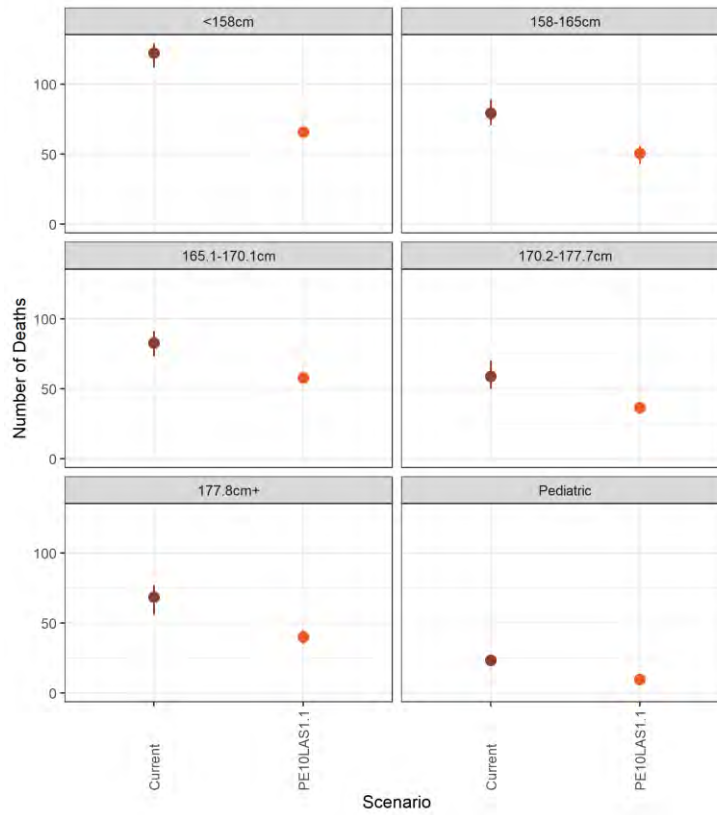 <158cm
158-165cm
100
50
0
165.1-170.1cm
170.2-177.7cm
100
50
0
177.8cm+
Pediatric
100
50
0
Number of Deaths
Current
PE10LAS1.1
Current
PE10LAS1.1
Scenario